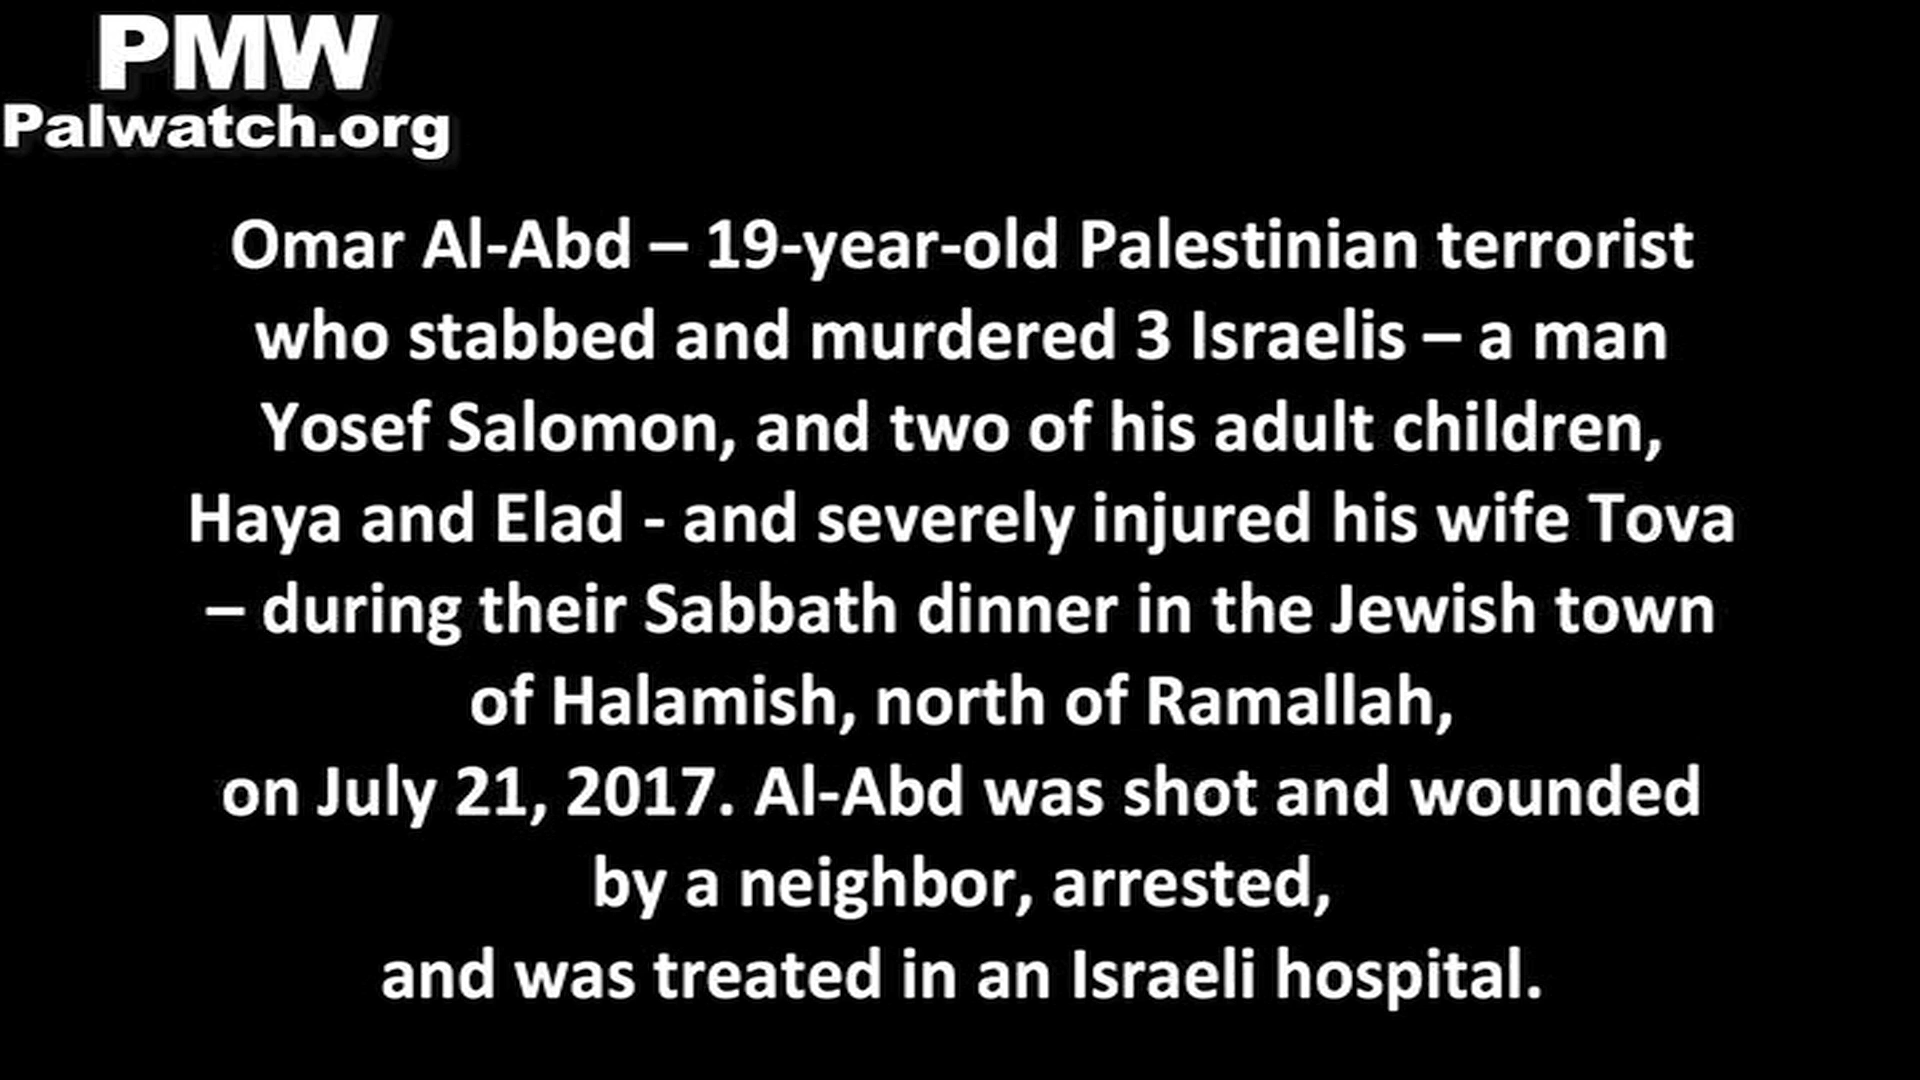 PMW
Palwatch.org
Omar Al-Abd – 19-year-old Palestinian terrorist
who stabbed and murdered 3 Israelis – a man
Yosef Salomon, and two of his adult children,
Haya and Elad - and severely injured his wife Tova
– during their Sabbath dinner in the Jewish town
of Halamish, north of Ramallah,
on July 21, 2017. Al-Abd was shot and wounded
by a neighbor, arrested,
and was treated in an Israeli hospital.